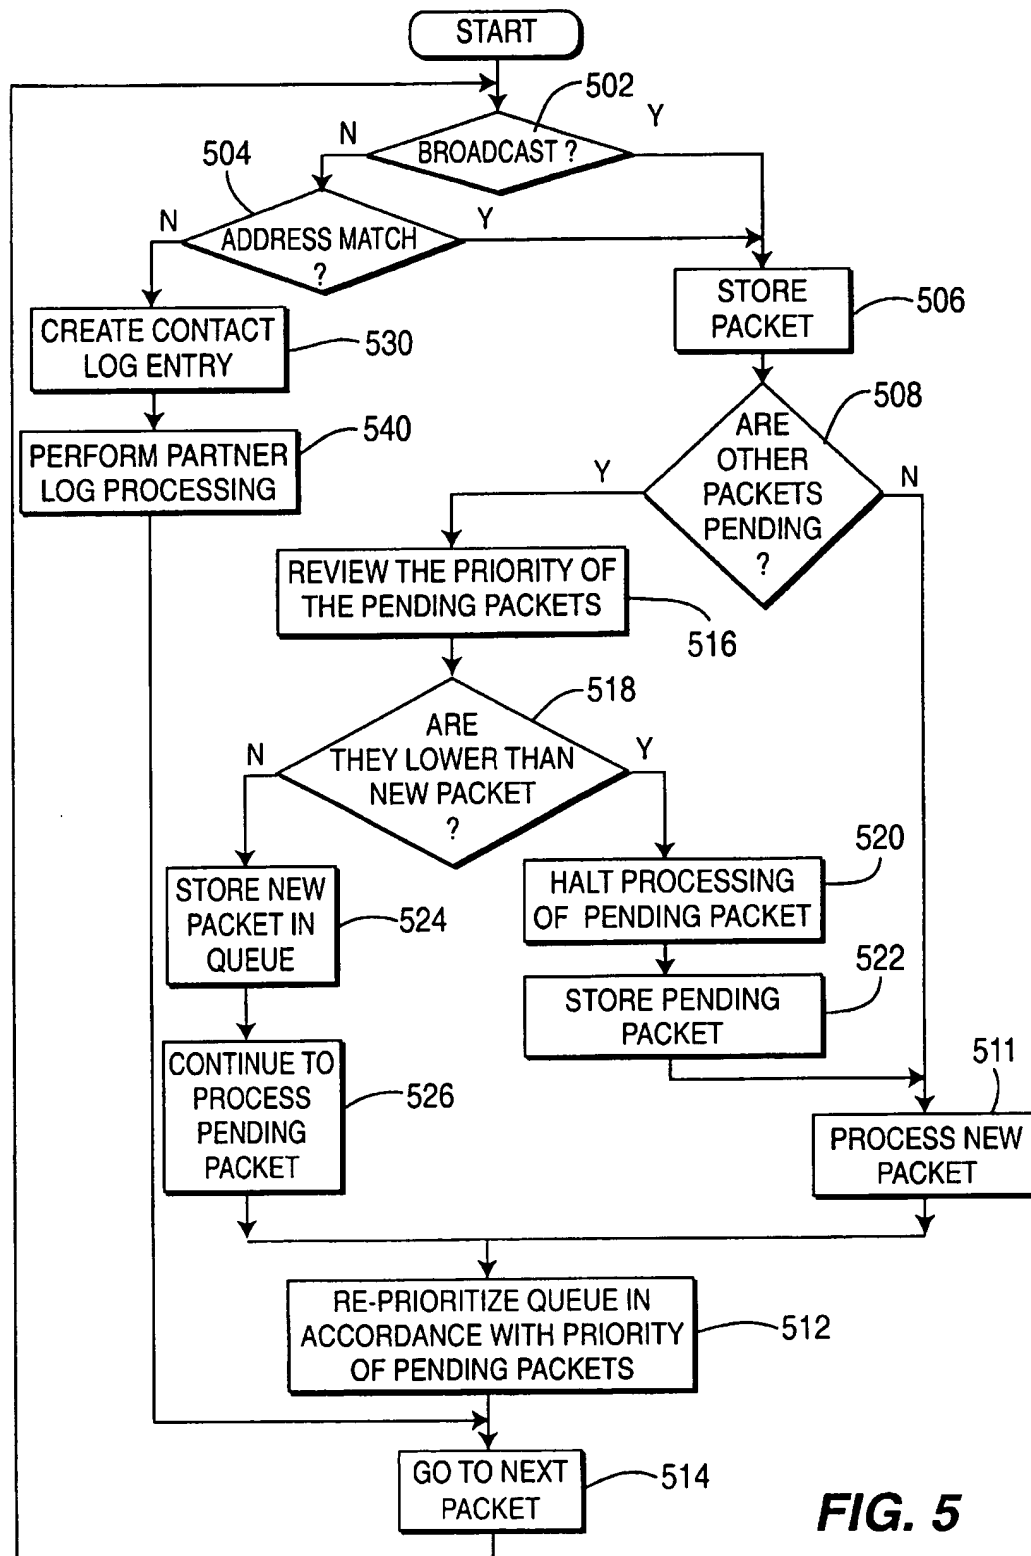 START
502
N
Y
BROADCAST ?
504
N
Y
ADDRESS MATCH
?
STORE
PACKET
506
CREATE CONTACT
LOG ENTRY
530
508
540
PERFORM PARTNER
LOG PROCESSING
ARE
OTHER
PACKETS
PENDING
?
Y
N
REVIEW THE PRIORITY OF
THE PENDING PACKETS
516
518
ARE
THEY LOWER THAN
NEW PACKET
?
N
Y
520
HALT PROCESSING
OF PENDING PACKET
STORE NEW
PACKET IN
QUEUE
524
522
STORE PENDING
PACKET
CONTINUE TO
PROCESS
PENDING
PACKET
526
511
PROCESS NEW
PACKET
RE-PRIORITIZE QUEUE IN
ACCORDANCE WITH PRIORITY
OF PENDING PACKETS
512
GO TO NEXT
PACKET
514
FIG. 5